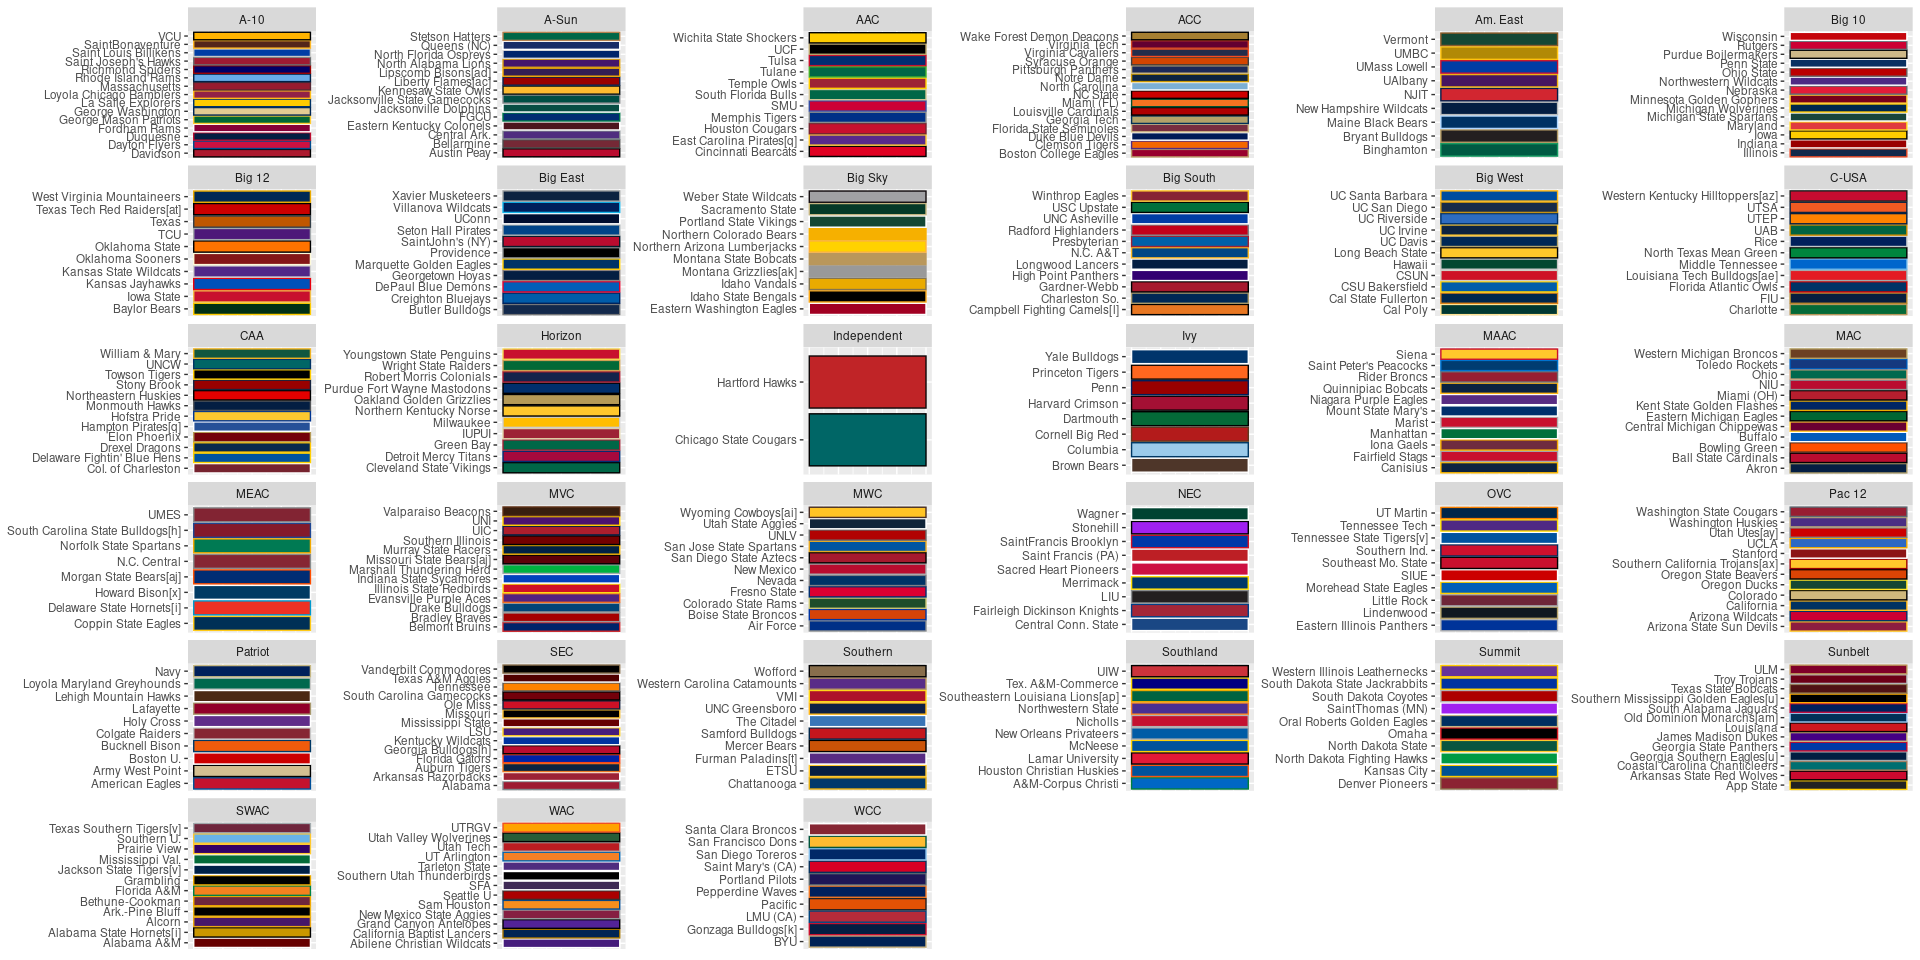 A-10
VCU
SaintBonaventure
Saint Louis Billikens
Saint Joseph's Hawks
Richmond Spiders
Rhode Island Rams
Massachusetts
Loyola Chicago Ramblers
La Salle Explorers
George Washington
George Mason Patriots
Fordham Rams
Duquesne
Dayton Flyers
Davidson
A-Sun
Stetson Hatters
Queens (NC)
North Florida Ospreys
North Alabama Lions
Lipscomb Bisons[ad]
Liberty Flames[ac]
Kennesaw State Owls
Jacksonville State Gamecocks
Jacksonville Dolphins
FGCU
Eastern Kentucky Colonels
Central Ark.
Bellarmine
Austin Peay
AAC
Wichita State Shockers
UCF
Tulsa
Tulane
Temple Owls
South Florida Bulls
SMU
Memphis Tigers
Houston Cougars
East Carolina Pirates[q]
Cincinnati Bearcats
ACC
Wake Forest Demon Deacons
Virginia Tech
Virginia Cavaliers
Syracuse Orange
Pittsburgh Panthers
Notre Dame
North Carolina
NC State
Miami (FL)
Louisville Cardinals
Georgia Tech
Florida State Seminoles
Duke Blue Devils
Clemson Tigers
Boston College Eagles
Am. East
Vermont
UMBC
UMass Lowell
UAlbany
NJIT
New Hampshire Wildcats
Maine Black Bears
Bryant Bulldogs
Binghamton
Big 10
Wisconsin
Rutgers
Purdue Boilermakers
Penn State
Ohio State
Northwestern Wildcats
Nebraska
Minnesota Golden Gophers
Michigan Wolverines
Michigan State Spartans
Maryland
Iowa
Indiana
Illinois
Big 12
West Virginia Mountaineers
Texas Tech Red Raiders[at]
Texas
TCU
Oklahoma State
Oklahoma Sooners
Kansas State Wildcats
Kansas Jayhawks
Iowa State
Baylor Bears
Big East
Xavier Musketeers
Villanova Wildcats
UConn
Seton Hall Pirates
SaintJohn's (NY)
Providence
Marquette Golden Eagles
Georgetown Hoyas
DePaul Blue Demons
Creighton Bluejays
Butler Bulldogs
Big Sky
Weber State Wildcats
Sacramento State
Portland State Vikings
Northern Colorado Bears
Northern Arizona Lumberjacks
Montana State Bobcats
Montana Grizzlies[ak]
Idaho Vandals
Idaho State Bengals
Eastern Washington Eagles
Big South
Winthrop Eagles
USC Upstate
UNC Asheville
Radford Highlanders
Presbyterian
N.C. A&T
Longwood Lancers
High Point Panthers
Gardner-Webb
Charleston So.
Campbell Fighting Camels[l]
Big West
UC Santa Barbara
UC San Diego
UC Riverside
UC Irvine
UC Davis
Long Beach State
Hawaii
CSUN
CSU Bakersfield
Cal State Fullerton
Cal Poly
C-USA
Western Kentucky Hilltoppers[az]
UTSA
UTEP
UAB
Rice
North Texas Mean Green
Middle Tennessee
Louisiana Tech Bulldogs[ae]
Florida Atlantic Owls
FIU
Charlotte
CAA
William & Mary
UNCW
Towson Tigers
Stony Brook
Northeastern Huskies
Monmouth Hawks
Hofstra Pride
Hampton Pirates[q]
Elon Phoenix
Drexel Dragons
Delaware Fightin' Blue Hens
Col. of Charleston
Horizon
Youngstown State Penguins
Wright State Raiders
Robert Morris Colonials
Purdue Fort Wayne Mastodons
Oakland Golden Grizzlies
Northern Kentucky Norse
Milwaukee
IUPUI
Green Bay
Detroit Mercy Titans
Cleveland State Vikings
Independent
Hartford Hawks
Chicago State Cougars
Ivy
Yale Bulldogs
Princeton Tigers
Penn
Harvard Crimson
Dartmouth
Cornell Big Red
Columbia
Brown Bears
MAAC
Siena
Saint Peter's Peacocks
Rider Broncs
Quinnipiac Bobcats
Niagara Purple Eagles
Mount State Mary's
Marist
Manhattan
Iona Gaels
Fairfield Stags
Canisius
MAC
Western Michigan Broncos
Toledo Rockets
Ohio
NIU
Miami (OH)
Kent State Golden Flashes
Eastern Michigan Eagles
Central Michigan Chippewas
Buffalo
Bowling Green
Ball State Cardinals
Akron
MEAC
UMES
South Carolina State Bulldogs[h]
Norfolk State Spartans
N.C. Central
Morgan State Bears[aj]
Howard Bison[x]
Delaware State Hornets[i]
Coppin State Eagles
MVC
Valparaiso Beacons
UNI
UIC
Southern Illinois
Murray State Racers
Missouri State Bears[aj]
Marshall Thundering Herd
Indiana State Sycamores
Illinois State Redbirds
Evansville Purple Aces
Drake Bulldogs
Bradley Braves
Belmont Bruins
MWC
Wyoming Cowboys[ai]
Utah State Aggies
UNLV
San Jose State Spartans
San Diego State Aztecs
New Mexico
Nevada
Fresno State
Colorado State Rams
Boise State Broncos
Air Force
NEC
Wagner
Stonehill
SaintFrancis Brooklyn
Saint Francis (PA)
Sacred Heart Pioneers
Merrimack
LIU
Fairleigh Dickinson Knights
Central Conn. State
OVC
UT Martin
Tennessee Tech
Tennessee State Tigers[v]
Southern Ind.
Southeast Mo. State
SIUE
Morehead State Eagles
Little Rock
Lindenwood
Eastern Illinois Panthers
Pac 12
Washington State Cougars
Washington Huskies
Utah Utes[ay]
UCLA
Stanford
Southern California Trojans[ax]
Oregon State Beavers
Oregon Ducks
Colorado
California
Arizona Wildcats
Arizona State Sun Devils
Patriot
Navy
Loyola Maryland Greyhounds
Lehigh Mountain Hawks
Lafayette
Holy Cross
Colgate Raiders
Bucknell Bison
Boston U.
Army West Point
American Eagles
SEC
Vanderbilt Commodores
Texas A&M Aggies
Tennessee
South Carolina Gamecocks
Ole Miss
Missouri
Mississippi State
LSU
Kentucky Wildcats
Georgia Bulldogs[h]
Florida Gators
Auburn Tigers
Arkansas Razorbacks
Alabama
Southern
Wofford
Western Carolina Catamounts
VMI
UNC Greensboro
The Citadel
Samford Bulldogs
Mercer Bears
Furman Paladins[t]
ETSU
Chattanooga
Southland
UIW
Tex. A&M-Commerce
Southeastern Louisiana Lions[ap]
Northwestern State
Nicholls
New Orleans Privateers
McNeese
Lamar University
Houston Christian Huskies
A&M-Corpus Christi
Summit
Western Illinois Leathernecks
South Dakota State Jackrabbits
South Dakota Coyotes
SaintThomas (MN)
Oral Roberts Golden Eagles
Omaha
North Dakota State
North Dakota Fighting Hawks
Kansas City
Denver Pioneers
Sunbelt
ULM
Troy Trojans
Texas State Bobcats
Southern Mississippi Golden Eagles[u]
South Alabama Jaguars
Old Dominion Monarchs[am]
Louisiana
James Madison Dukes
Georgia State Panthers
Georgia Southern Eagles[u]
Coastal Carolina Chanticleers
Arkansas State Red Wolves
App State
SWAC
Texas Southern Tigers[v]
Southern U.
Prairie View
Mississippi Val.
Jackson State Tigers[v]
Grambling
Florida A&M
Bethune-Cookman
Ark.-Pine Bluff
Alcorn
Alabama State Hornets[i]
Alabama A&M
WAC
UTRGV
Utah Valley Wolverines
Utah Tech
UT Arlington
Tarleton State
Southern Utah Thunderbirds
SFA
Seattle U
Sam Houston
New Mexico State Aggies
Grand Canyon Antelopes
California Baptist Lancers
Abilene Christian Wildcats
WCC
Santa Clara Broncos
San Francisco Dons
San Diego Toreros
Saint Mary's (CA)
Portland Pilots
Pepperdine Waves
Pacific
LMU (CA)
Gonzaga Bulldogs[k]
BYU